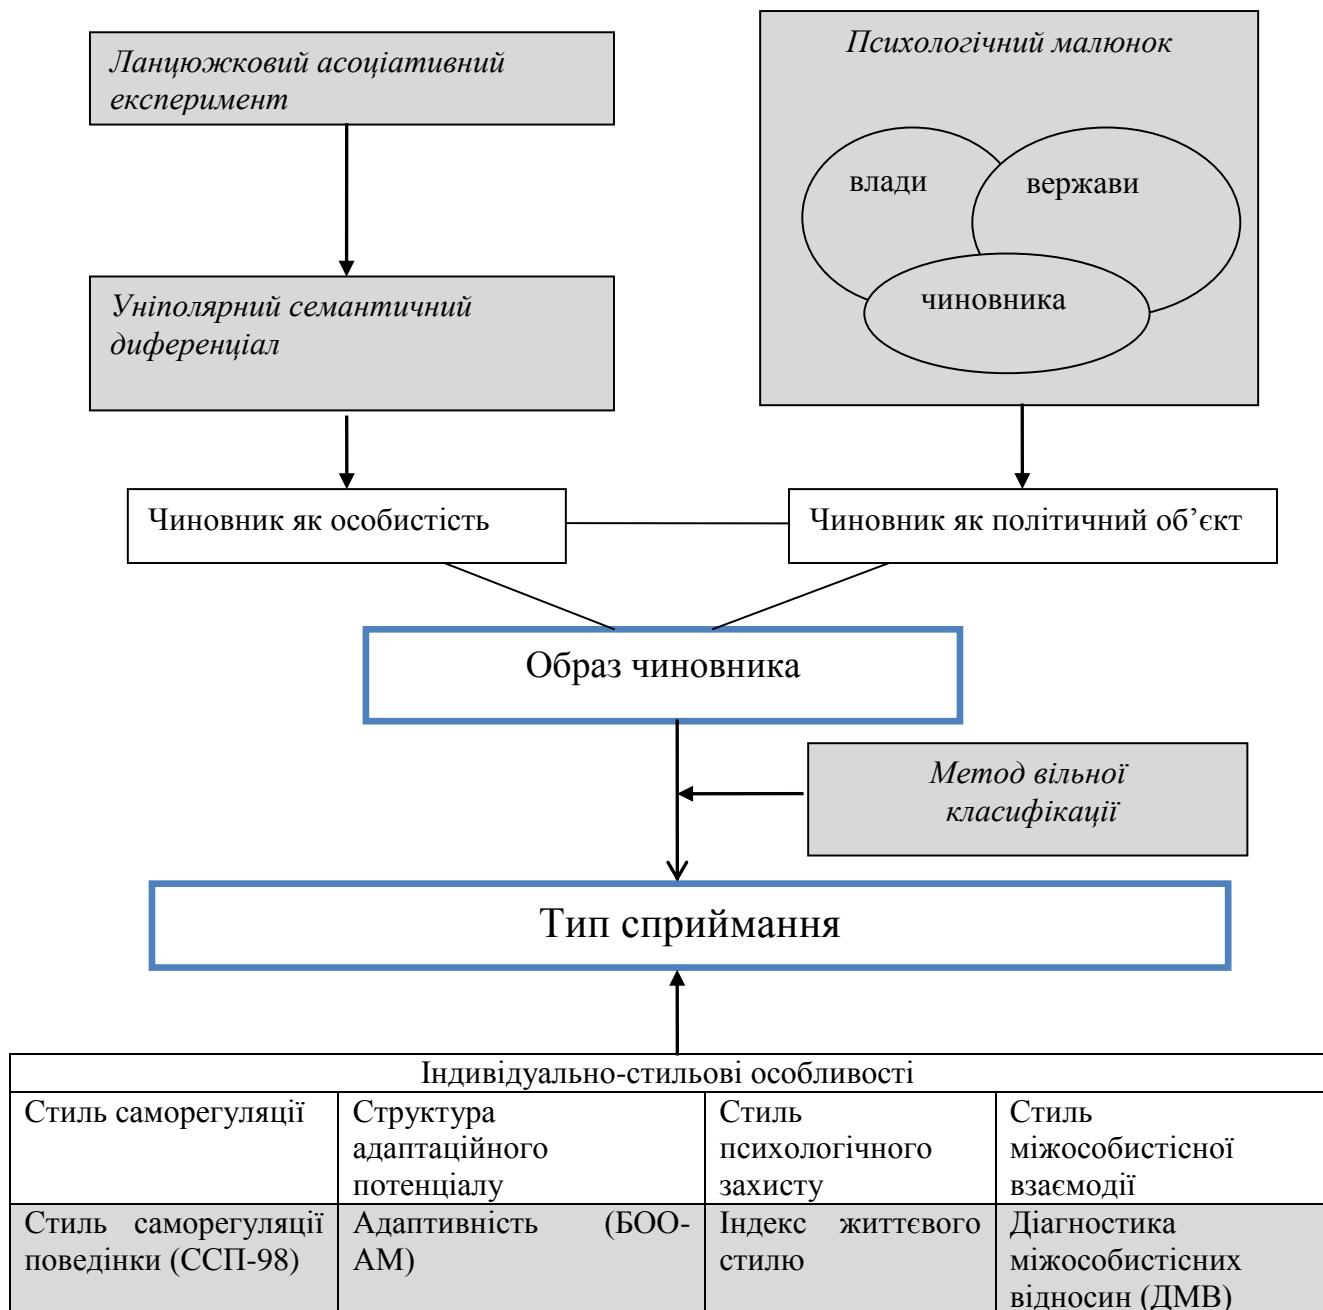 Ланцюжковий асоціативний
експеримент
Психологічний малюнок
влади
вержави
чиновника
Уніполярний семантичний
диференціал
Чиновник як особистість
Чиновник як політичний об’єкт
Образ чиновника
Метод вільної
класифікації
Тип сприймання
Індивідуально-стильові особливості
Стиль саморегуляції
Структура
адаптаційного
потенціалу
Стиль
психологічного
захисту
Стиль
міжособистісної
взаємодії
Стиль саморегуляції
поведінки (ССП-98)
Адаптивність (БОО-
АМ)
Індекс життєвого
стилю
Діагностика
міжособистісних
відносин (ДМВ)